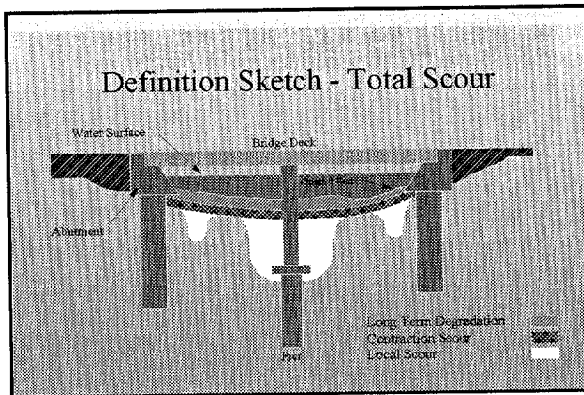 Definition Sketch - Total Scour
Water Surface
Bridge Deck
Abutment
Long Term Degradation
Contraction Scour
Local Scour
Pier